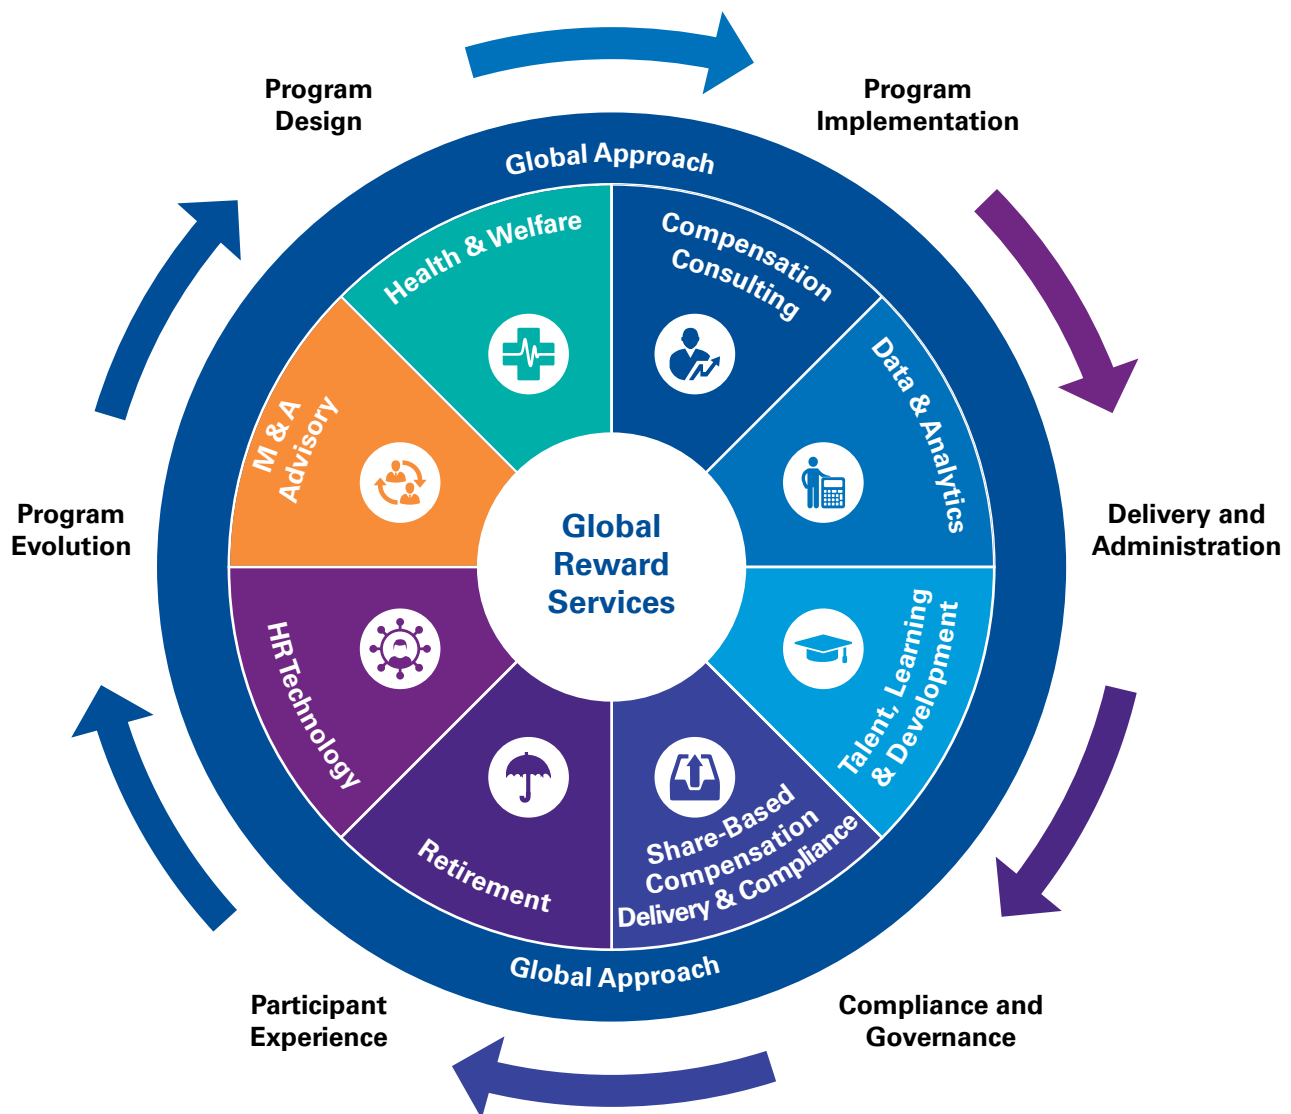 Program
Design
Program
Implementation
Global Approach
Health & Welfare
Compensation
Consulting
Data & Analytics
M & A
Advisory
Global
Reward
Services
Program
Evolution
Delivery and
Administration
Talent, Learning
& Development
HR Technology
Retirement
Share-Based
Compensation
Delivery & Compliance
Global Approach
Participant
Experience
Compliance and
Governance